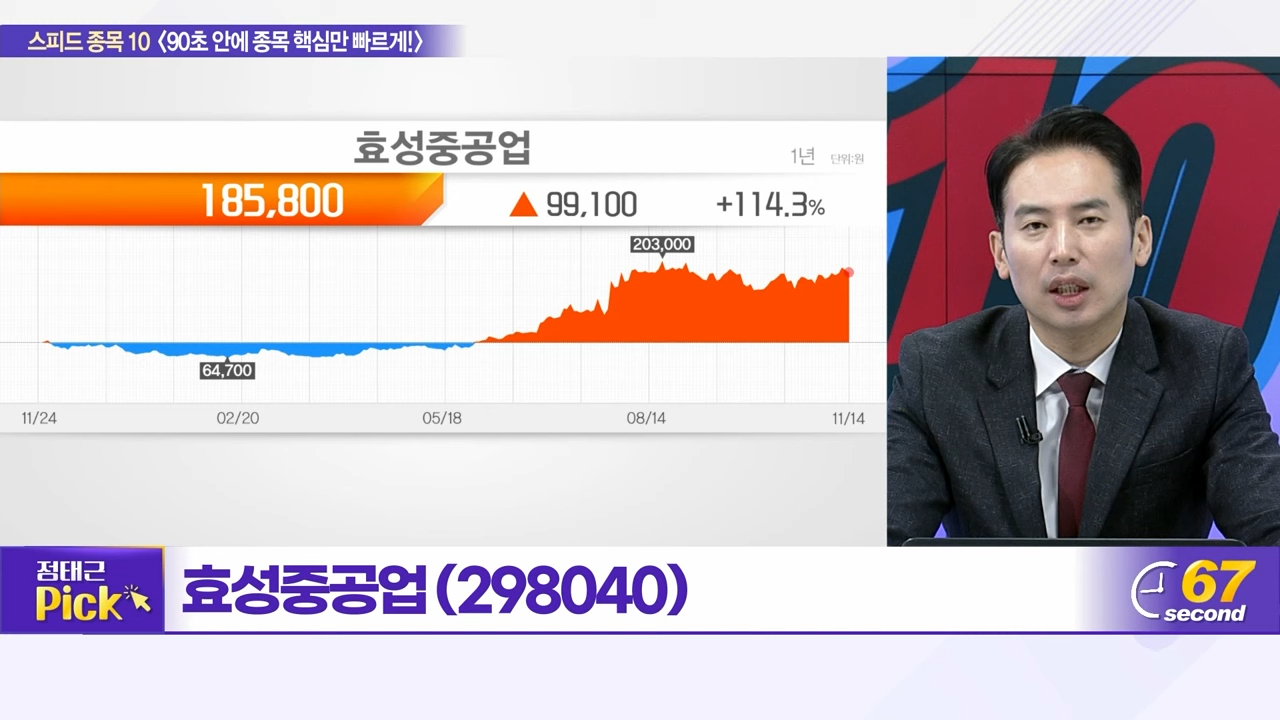 스피드 종목 10 〈90초 안에 종목 핵심만 빠르게!〉
효성중공업
1년 단위:원
185,800 ▲ 99,100 +114.3%
203,000
64,700
11/24 02/20 05/18 08/14 11/14
정태근
Pick
효성중공업(298040)
67
second